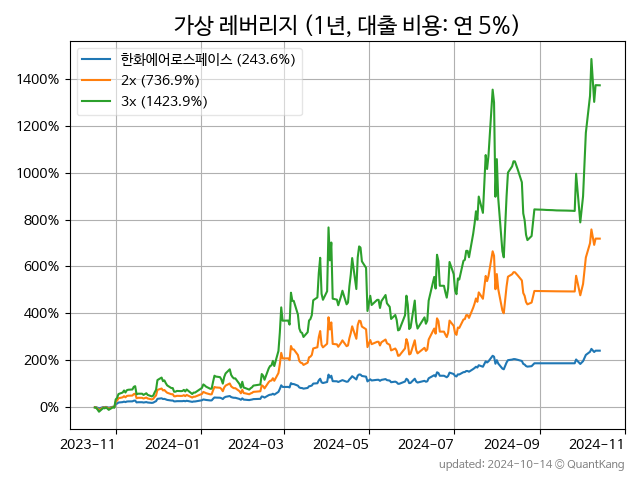 가상 레버리지 (1년, 대출 비용: 연 5%)
한화에어로스페이스 (243.6%)
2x (736.9%)
3x (1423.9%)
1400%
1200%
1000%
800%
600%
400%
200%
0%
2023-11 2024-01 2024-03 2024-05 2024-07 2024-09 2024-11
updated: 2024-10-14 © QuantKang